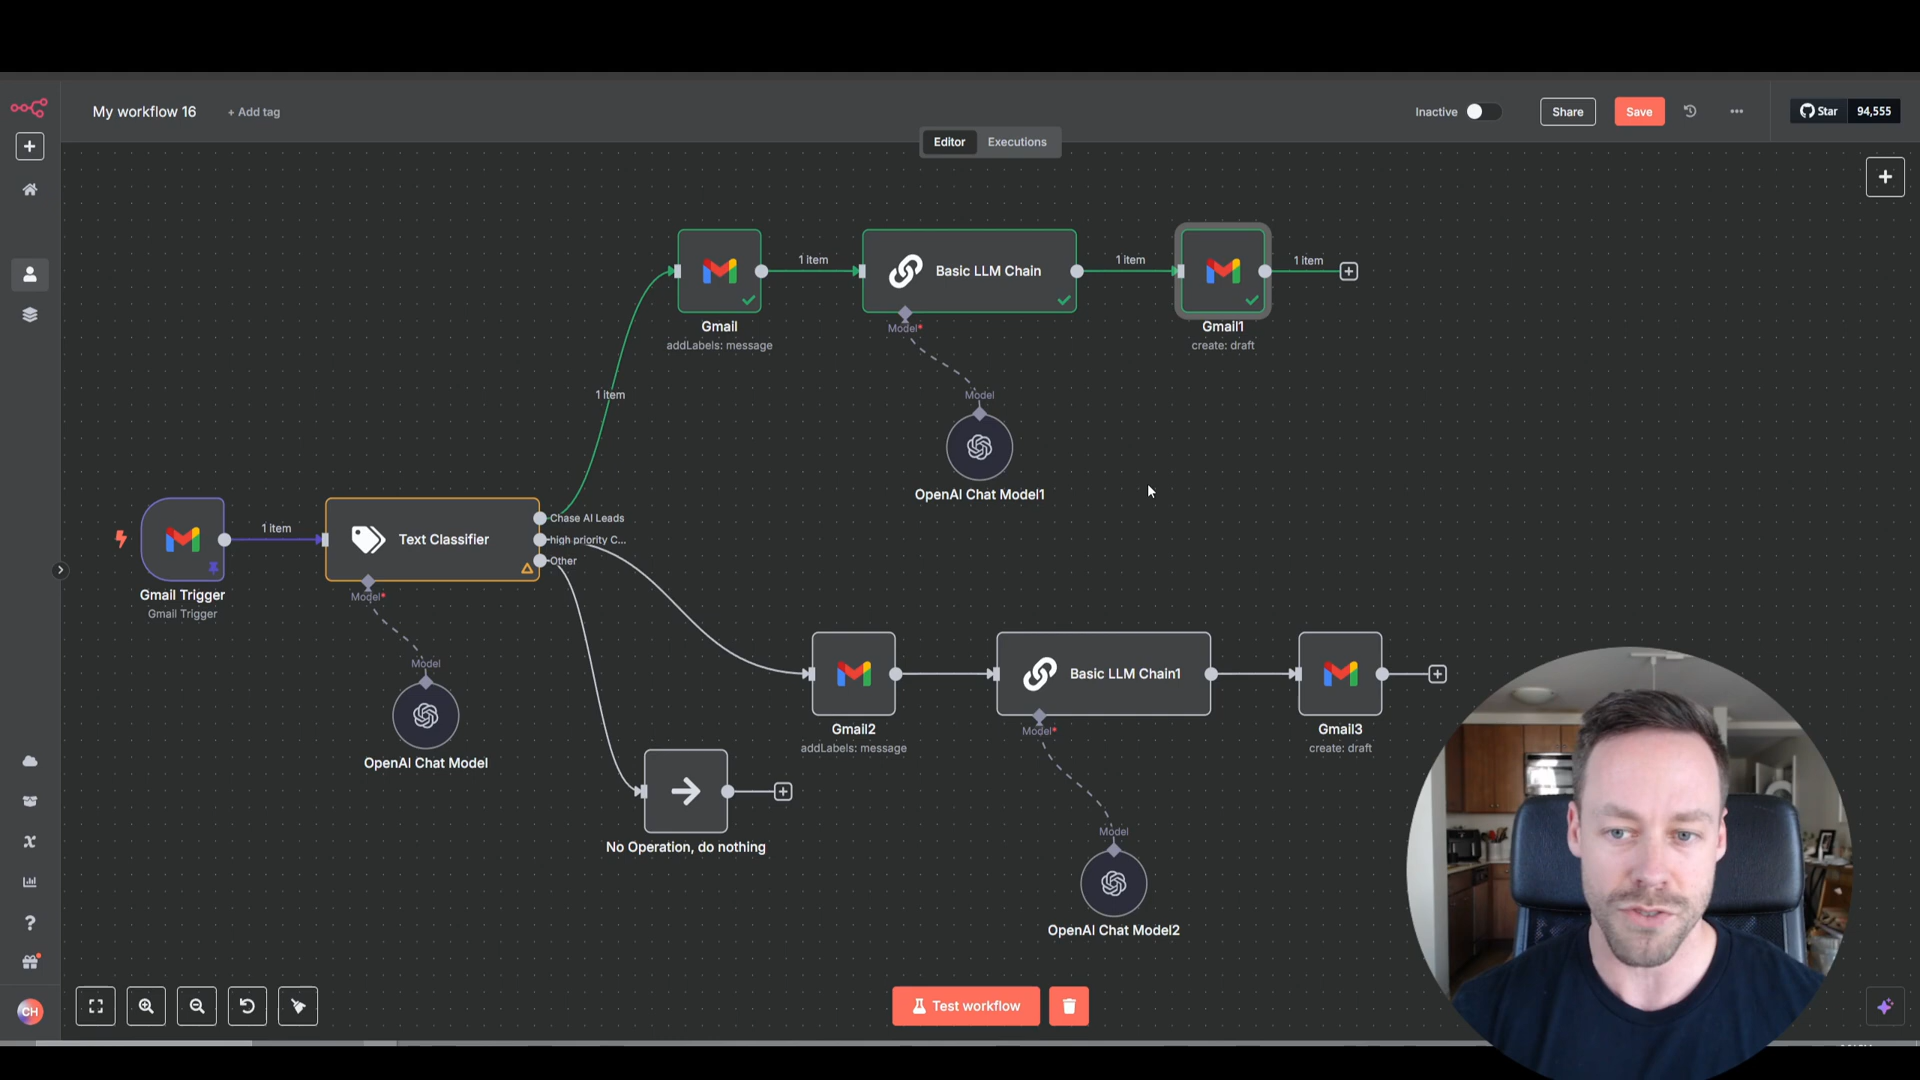 My workflow 16
+ Add tag
Inactive
Share
Save
Star
94,555
Editor
Executions
1 item
1 item
1 item
Basic LLM Chain
Model*
Gmail
addLabels: message
Gmail1
create: draft
1 item
Model
OpenAI Chat Model1
1 item
Text Classifier
Chase AI Leads
high priority C...
Other
Model*
Gmail Trigger
Gmail Trigger
Model
OpenAI Chat Model
Basic LLM Chain1
Model*
Gmail2
addLabels: message
Gmail3
create: draft
No Operation, do nothing
Model
OpenAI Chat Model2
CH
Test workflow